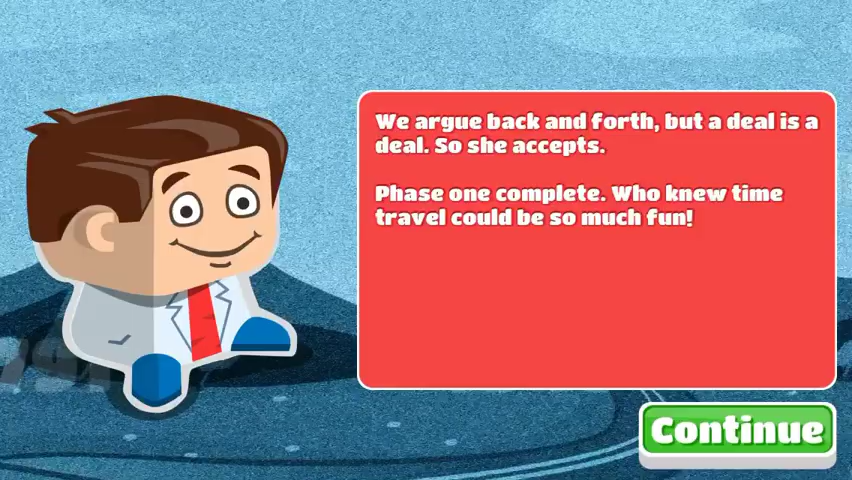 We argue back and forth, but a deal is a
deal. So she accepts.
Phase one complete. Who knew time
travel could be so much fun!
Continue